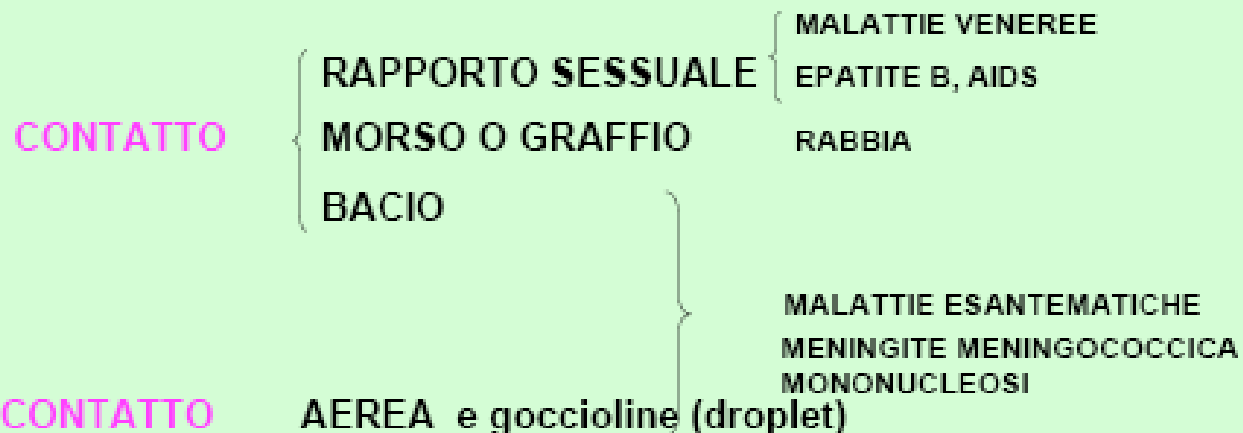 MALATTIE VENEREE
RAPPORTO SESSUALE
EPATITE B, AIDS
CONTATTO
MORSO O GRAFFIO
RABBIA
BACIO
MALATTIE ESANTEMATICHE
MENINGITE MENINGOCOCCICA
MONONUCLEOSI
CONTATTO
AEREA e goccioline (droplet)